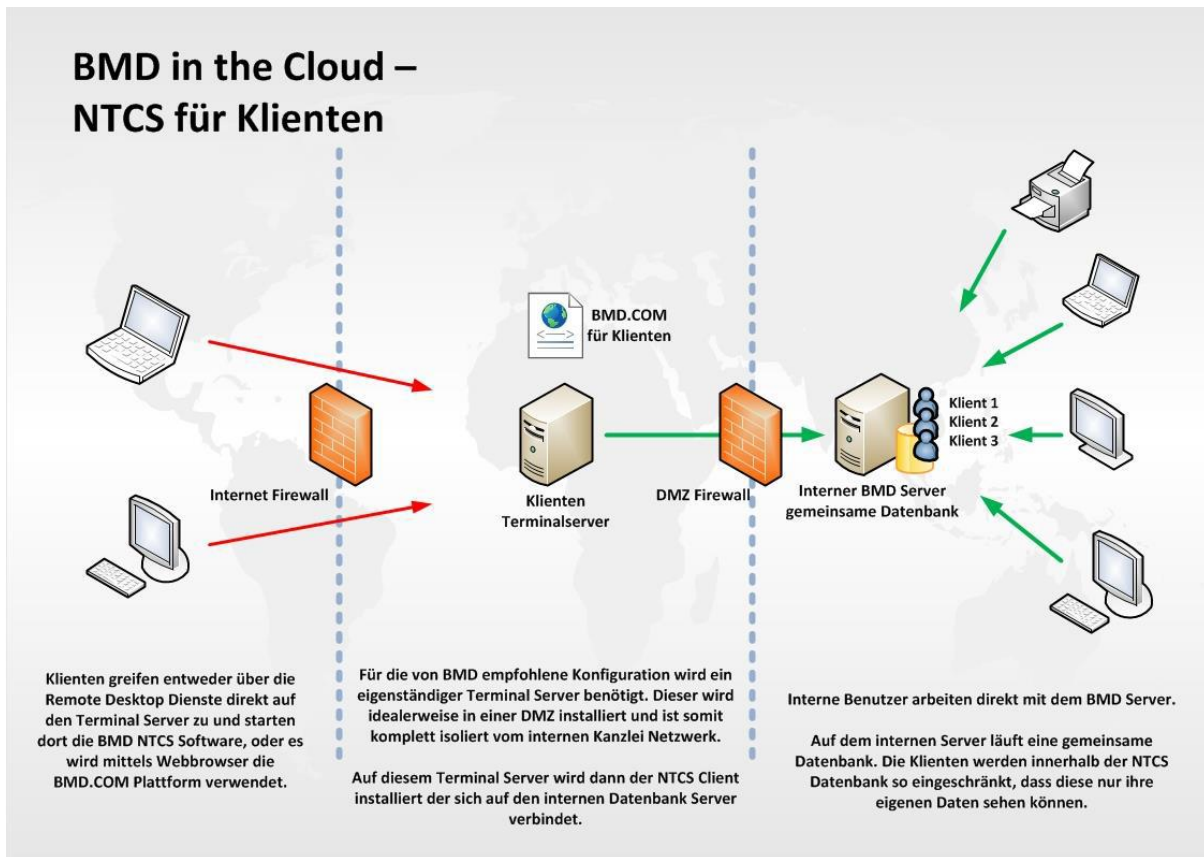 BMD in the Cloud –
NTCS für Klienten
BMD.COM
für Klienten
Internet Firewall
Klienten
Terminalserver
DMZ Firewall
Interner BMD Server
gemeinsame Datenbank
Klient 1
Klient 2
Klient 3
Klienten greifen entweder über die
Remote Desktop Dienste direkt auf
den Terminal Server zu und starten
dort die BMD NTCS Software, oder es
wird mittels Webbrowser die
BMD.COM Plattform verwendet.
Für die von BMD empfohlene Konfiguration wird ein
eigenständiger Terminal Server benötigt. Dieser wird
idealerweise in einer DMZ installiert und ist somit
komplett isoliert vom internen Kanzlei Netzwerk.
Auf diesem Terminal Server wird dann der NTCS Client
installiert der sich auf den internen Datenbank Server
verbindet.
Interne Benutzer arbeiten direkt mit dem BMD Server.
Auf dem internen Server läuft eine gemeinsame
Datenbank. Die Klienten werden innerhalb der NTCS
Datenbank so eingeschränkt, dass diese nur ihre
eigenen Daten sehen können.